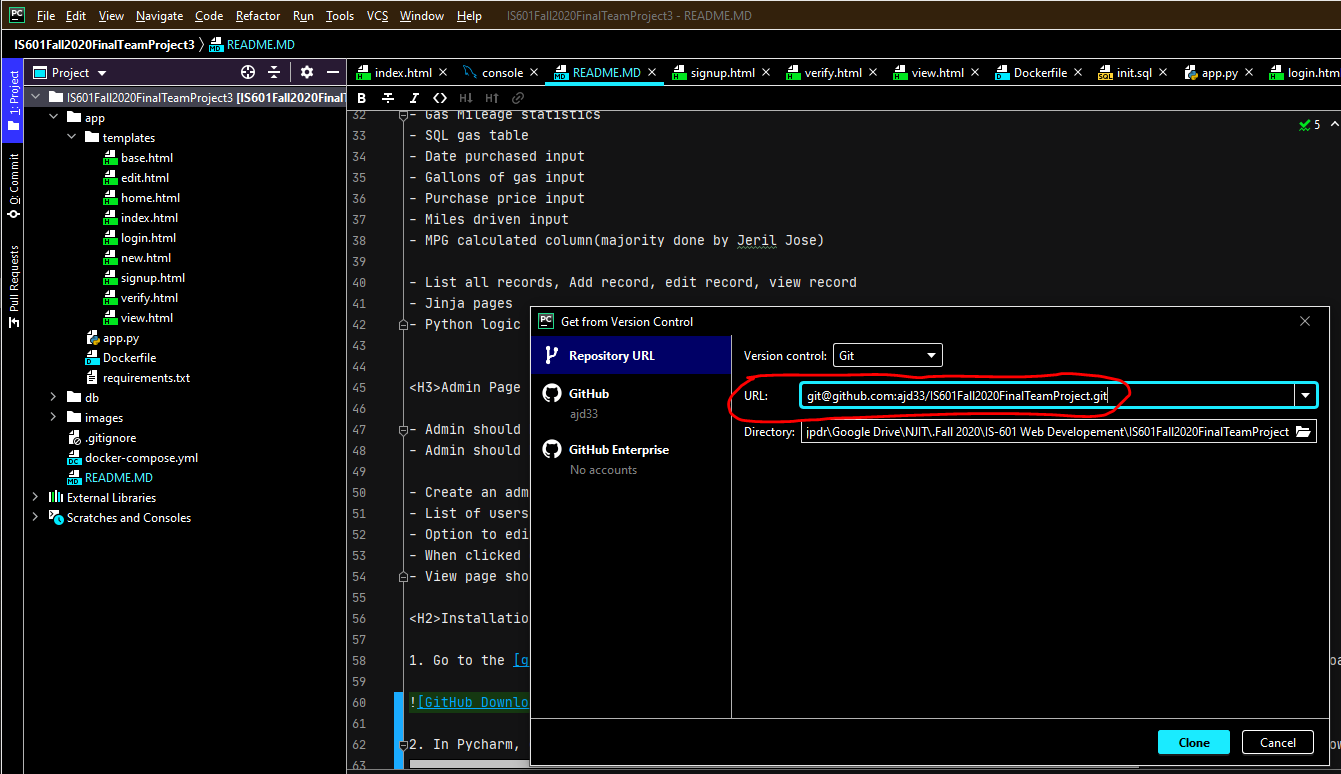 PC File Edit View Navigate Code Refactor Run Tools VCS Window Help IS601Fall2020FinalTeamProject3 - README.MD
IS601Fall2020FinalTeamProject3 README.MD
1: Project
0: Commit
Pull Requests
Project
IS601Fall2020FinalTeamProject3 [IS601Fall2020FinalT
app
templates
base.html
edit.html
home.html
index.html
login.html
new.html
signup.html
verify.html
view.html
app.py
Dockerfile
requirements.txt
db
images
.gitignore
docker-compose.yml
README.MD
External Libraries
Scratches and Consoles
index.html console README.MD signup.html verify.html view.html Dockerfile init.sql app.py login.htm
B I <> H↓ H↑
5
32 - Gas Mileage statistics
33 - SQL gas table
34 - Date purchased input
35 - Gallons of gas input
36 - Purchase price input
37 - Miles driven input
38 - MPG calculated column(majority done by Jeril Jose)
39
40 - List all records, Add record, edit record, view record
41 - Jinja pages
42 - Python logic
43
44
45 <H3>Admin Page
46
47 - Admin should
48 - Admin should
49
50 - Create an adm
51 - List of users
52 - Option to edi
53 - When clicked
54 - View page sho
55
56 <H2>Installatio
57
58 1. Go to the [g
59
60 ![GitHub Downlo
61
62 2. In Pycharm,
63
PC Get from Version Control
Repository URL
GitHub
ajd33
GitHub Enterprise
No accounts
Version control: Git
URL: git@github.com:ajd33/IS601Fall2020FinalTeamProject.git
Directory: jpdr\Google Drive\NJIT\.Fall 2020\IS-601 Web Developement\IS601Fall2020FinalTeamProject
Clone Cancel